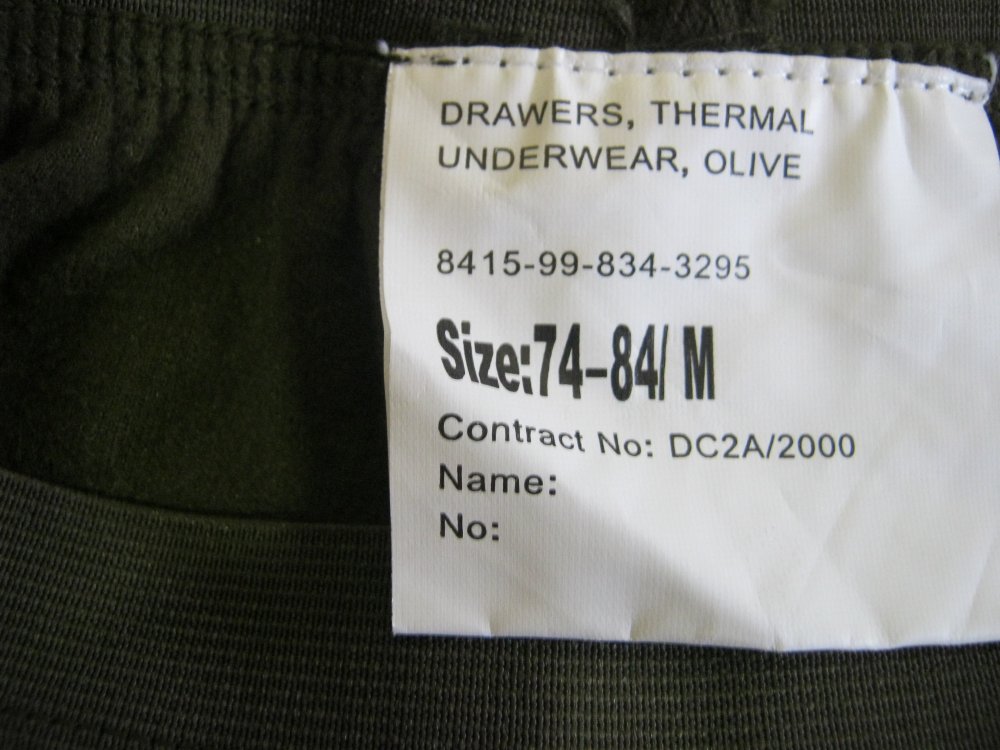 DRAWERS, THERMAL
UNDERWEAR, OLIVE
8415-99-834-3295
Size:74-84/ M
Contract No: DC2A/2000
Name:
No: